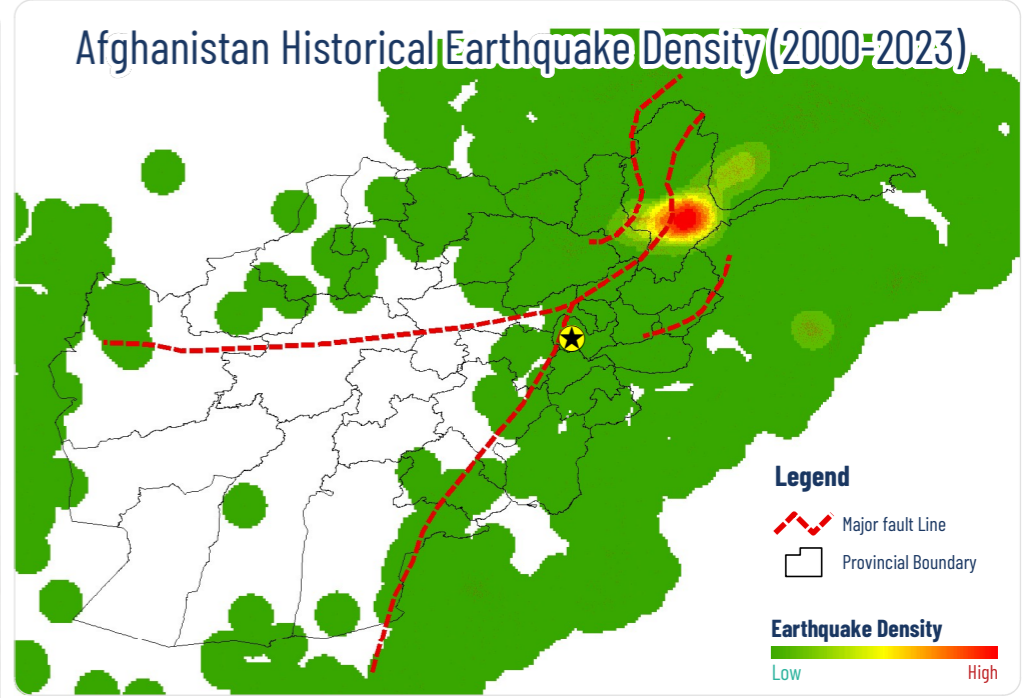 Afghanistan Historical Earthquake Density (2000-2023)
Legend
Major fault Line
Provincial Boundary
Earthquake Density
Low High